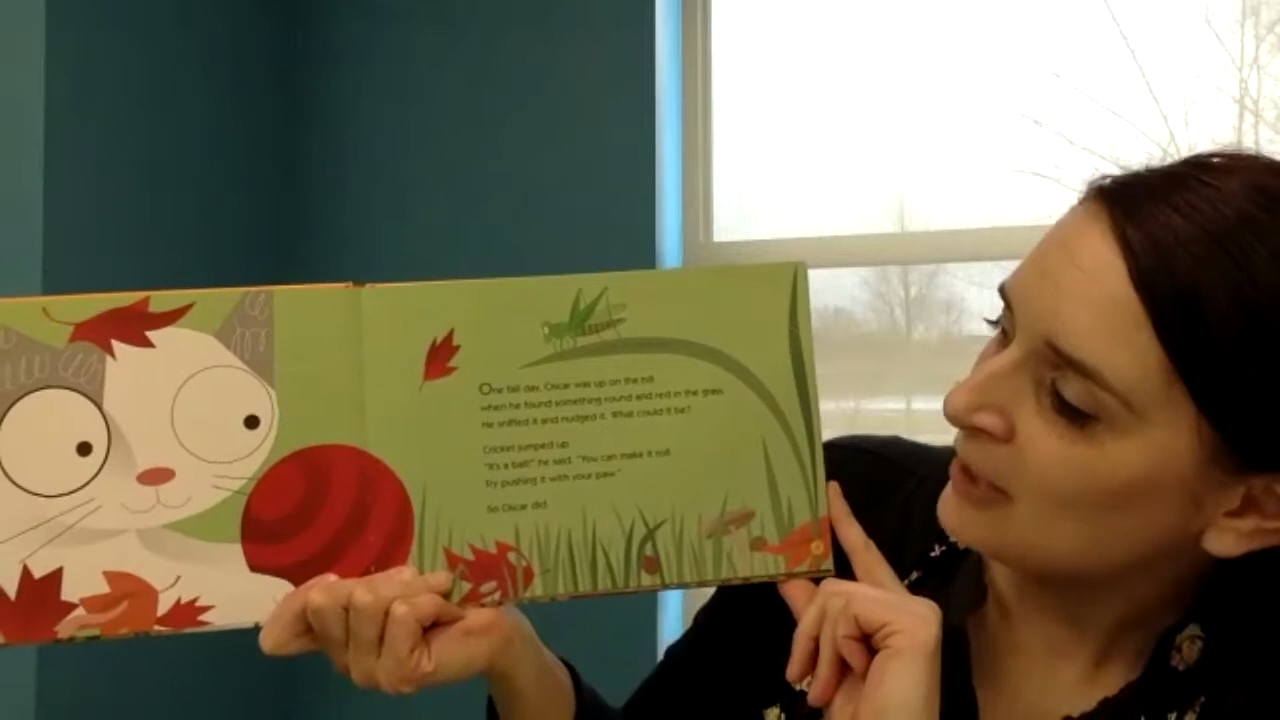 One fall day, Oscar was up on the hill
when he found something round and red in the grass.
He sniffed it and nudged it. What could it be?
Cricket jumped up.
"It's a ball!" he said. "You can make it roll.
Try pushing it with your paw."
So Oscar did.